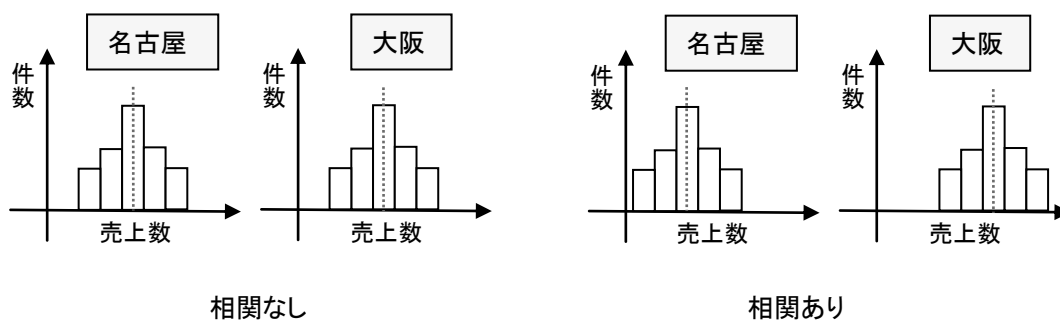 名古屋
件数
売上数
大阪
件数
売上数
相関なし
名古屋
件数
売上数
大阪
件数
売上数
相関あり